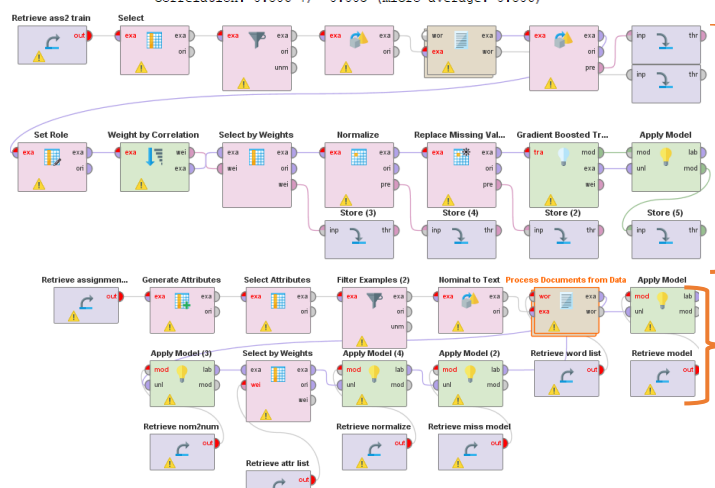 Retrieve ass2 train
Select
out
exa exa
ori
exa exa
ori
unm
exa exa
ori
wor exa
exa wor
exa exa
ori
pre
inp thr
inp thr
Set Role
Weight by Correlation
Select by Weights
Normalize
Replace Missing Val...
Gradient Boosted Tr...
Apply Model
exa exa
ori
exa wei
exa
exa exa
wei ori
wei
exa exa
ori
pre
exa exa
ori
pre
tra mod
exa
wei
mod lab
unl mod
Store (3)
Store (4)
Store (2)
Store (5)
inp thr
inp thr
inp thr
inp thr
Retrieve assignmen...
Generate Attributes
Select Attributes
Filter Examples (2)
Nominal to Text
Process Documents from Data
Apply Model
out
exa exa
ori
exa exa
ori
exa exa
ori
unm
exa exa
ori
wor exa
exa wor
mod lab
unl mod
Apply Model (3)
Select by Weights
Apply Model (4)
Apply Model (2)
Retrieve word list
Retrieve model
mod lab
unl mod
exa exa
wei ori
wei
mod lab
unl mod
mod lab
unl mod
out
out
Retrieve nom2num
Retrieve normalize
Retrieve miss model
out
out
out
Retrieve attr list
out